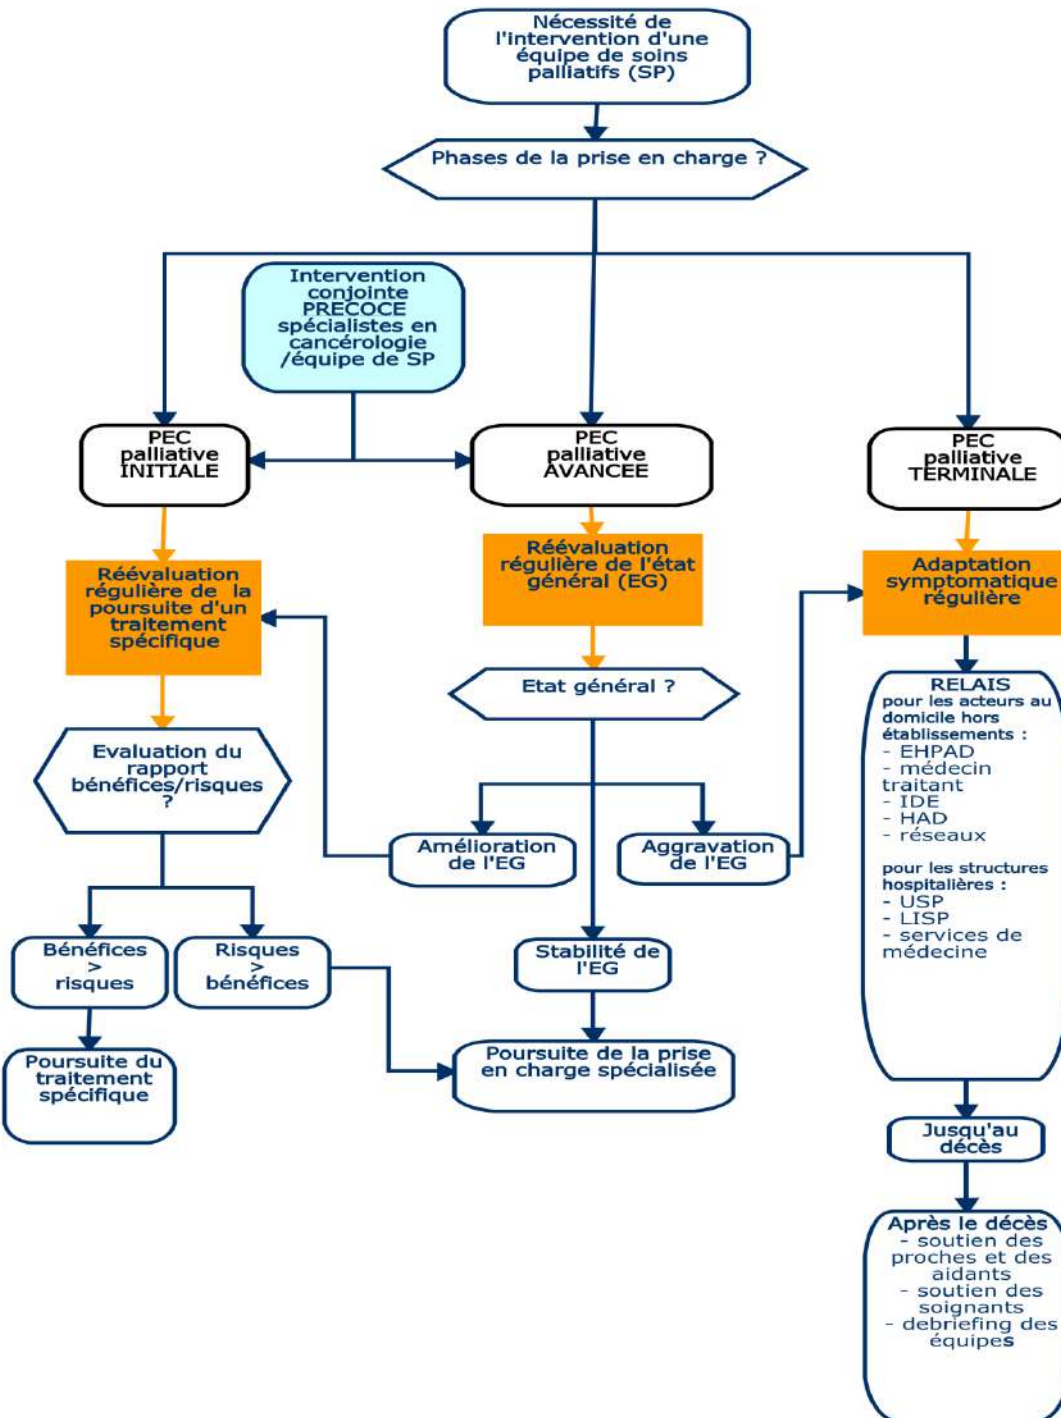 Nécessité de
l'intervention d'une
équipe de soins
palliatifs (SP)
Phases de la prise en charge ?
Intervention
conjointe
PRECOCE
spécialistes en
cancérologie
/équipe de SP
PEC
palliative
INITIALE
PEC
palliative
AVANCEE
PEC
palliative
TERMINALE
Réévaluation
régulière de la
poursuite d'un
traitement
spécifique
Réévaluation
régulière de l'état
général (EG)
Adaptation
symptomatique
régulière
Etat général ?
Evaluation du
rapport
bénéfices/risques
?
Amélioration
de l'EG
Aggravation
de l'EG
RELAIS
pour les acteurs au
domicile hors
établissements :
- EHPAD
- médecin
traitant
- IDE
- HAD
- réseaux
pour les structures
hospitalières :
- USP
- LISP
- services de
médecine
Bénéfices
>
risques
Risques
>
bénéfices
Stabilité de
l'EG
Poursuite du
traitement
spécifique
Poursuite de la prise
en charge spécialisée
Jusqu'au
décès
Après le décès
- soutien des
proches et des
aidants
- soutien des
soignants
- debriefing des
équipes